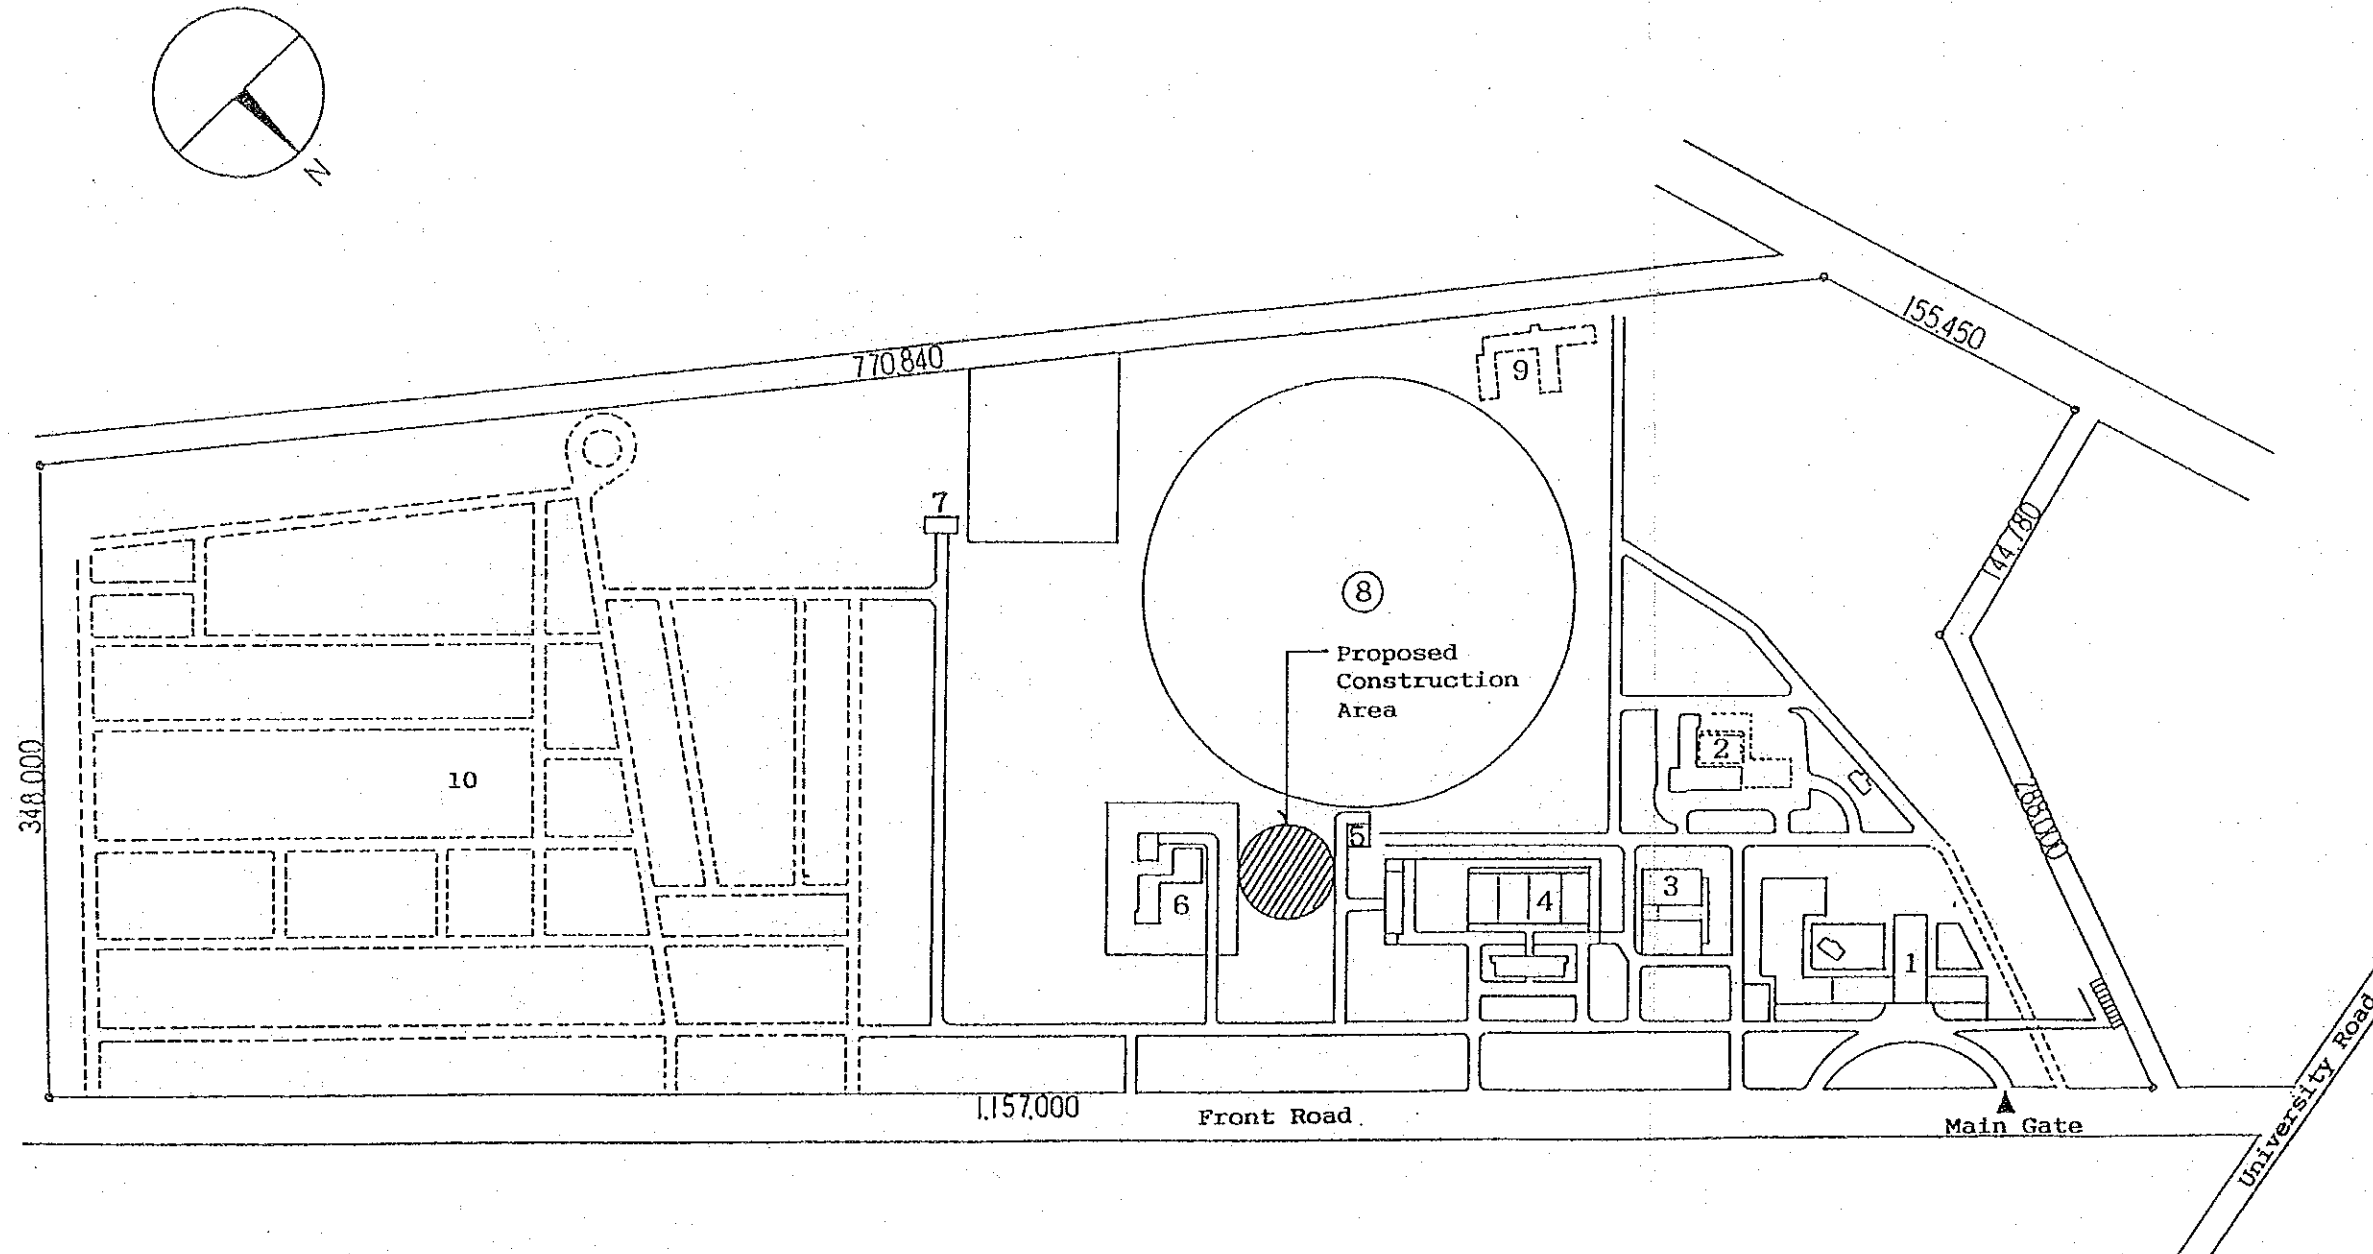 N
155.450
770.840
9
7
144.780
8
Proposed
Construction
Area
2
348.000
10
288.000
5
3
4
6
1
University Road
1,157.000
Front Road
Main Gate